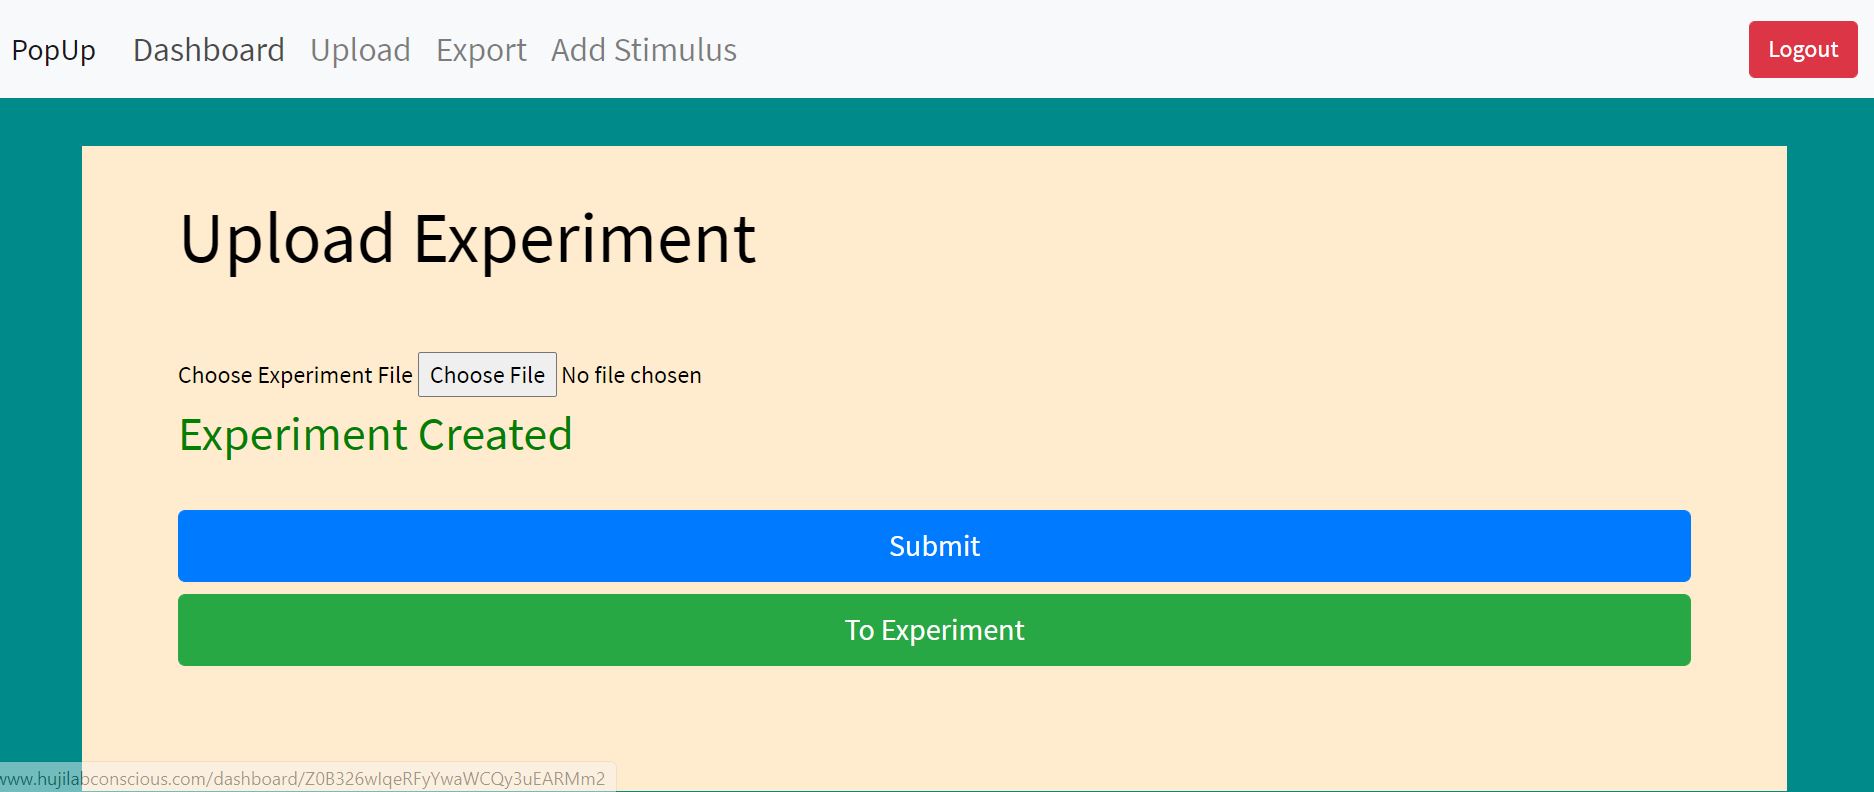 PopUp Dashboard Upload Export Add Stimulus Logout
Upload Experiment
Choose Experiment File Choose File No file chosen
Experiment Created
Submit
To Experiment
www.hujilabconscious.com/dashboard/Z0B326wIqeRFyYwaWCQy3uEARMm2